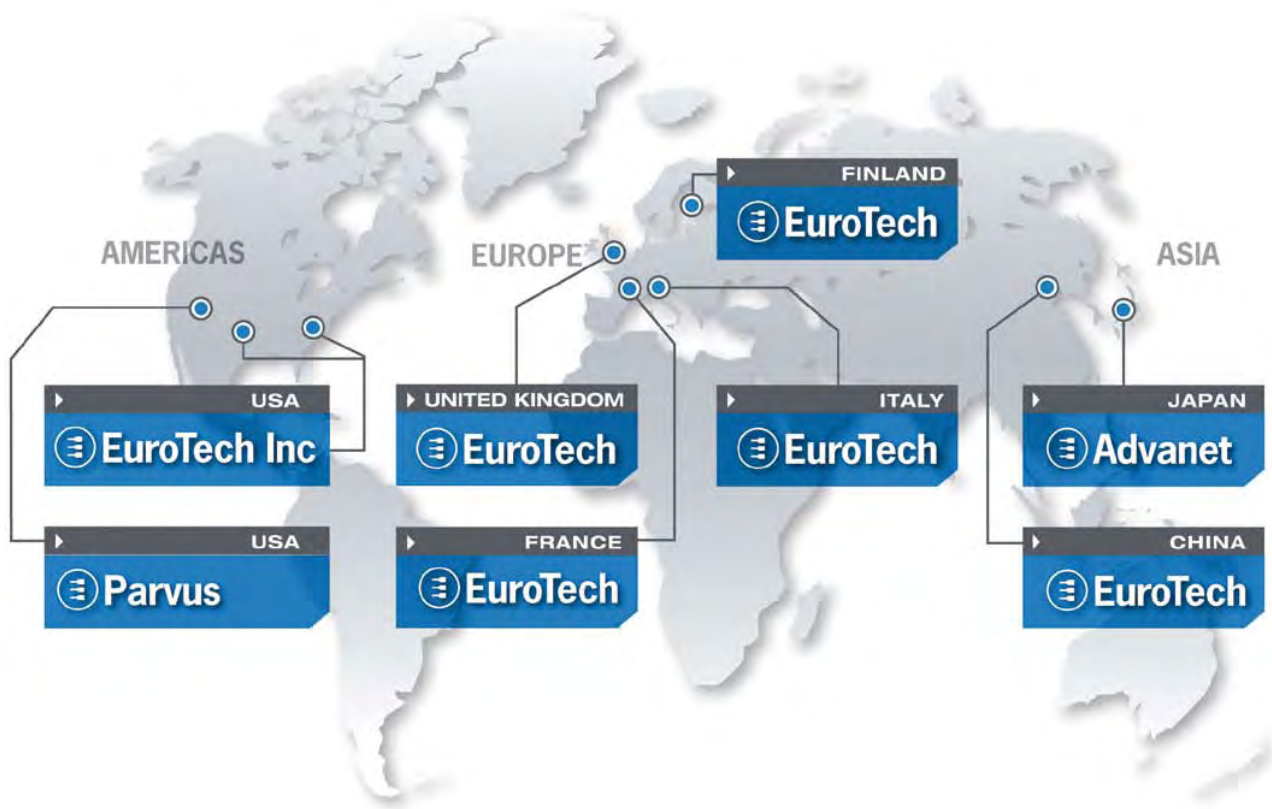 AMERICAS
EUROPE
ASIA
FINLAND
EuroTech
USA
EuroTech Inc
UNITED KINGDOM
EuroTech
ITALY
EuroTech
JAPAN
Advanet
USA
Parvus
FRANCE
EuroTech
CHINA
EuroTech